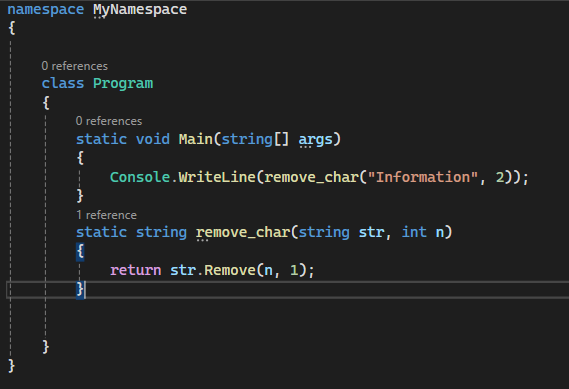 namespace MyNamespace
{
0 references
class Program
{
0 references
static void Main(string[] args)
{
Console.WriteLine(remove_char("Information", 2));
}
1 reference
static string remove_char(string str, int n)
{
return str.Remove(n, 1);
}
}
}